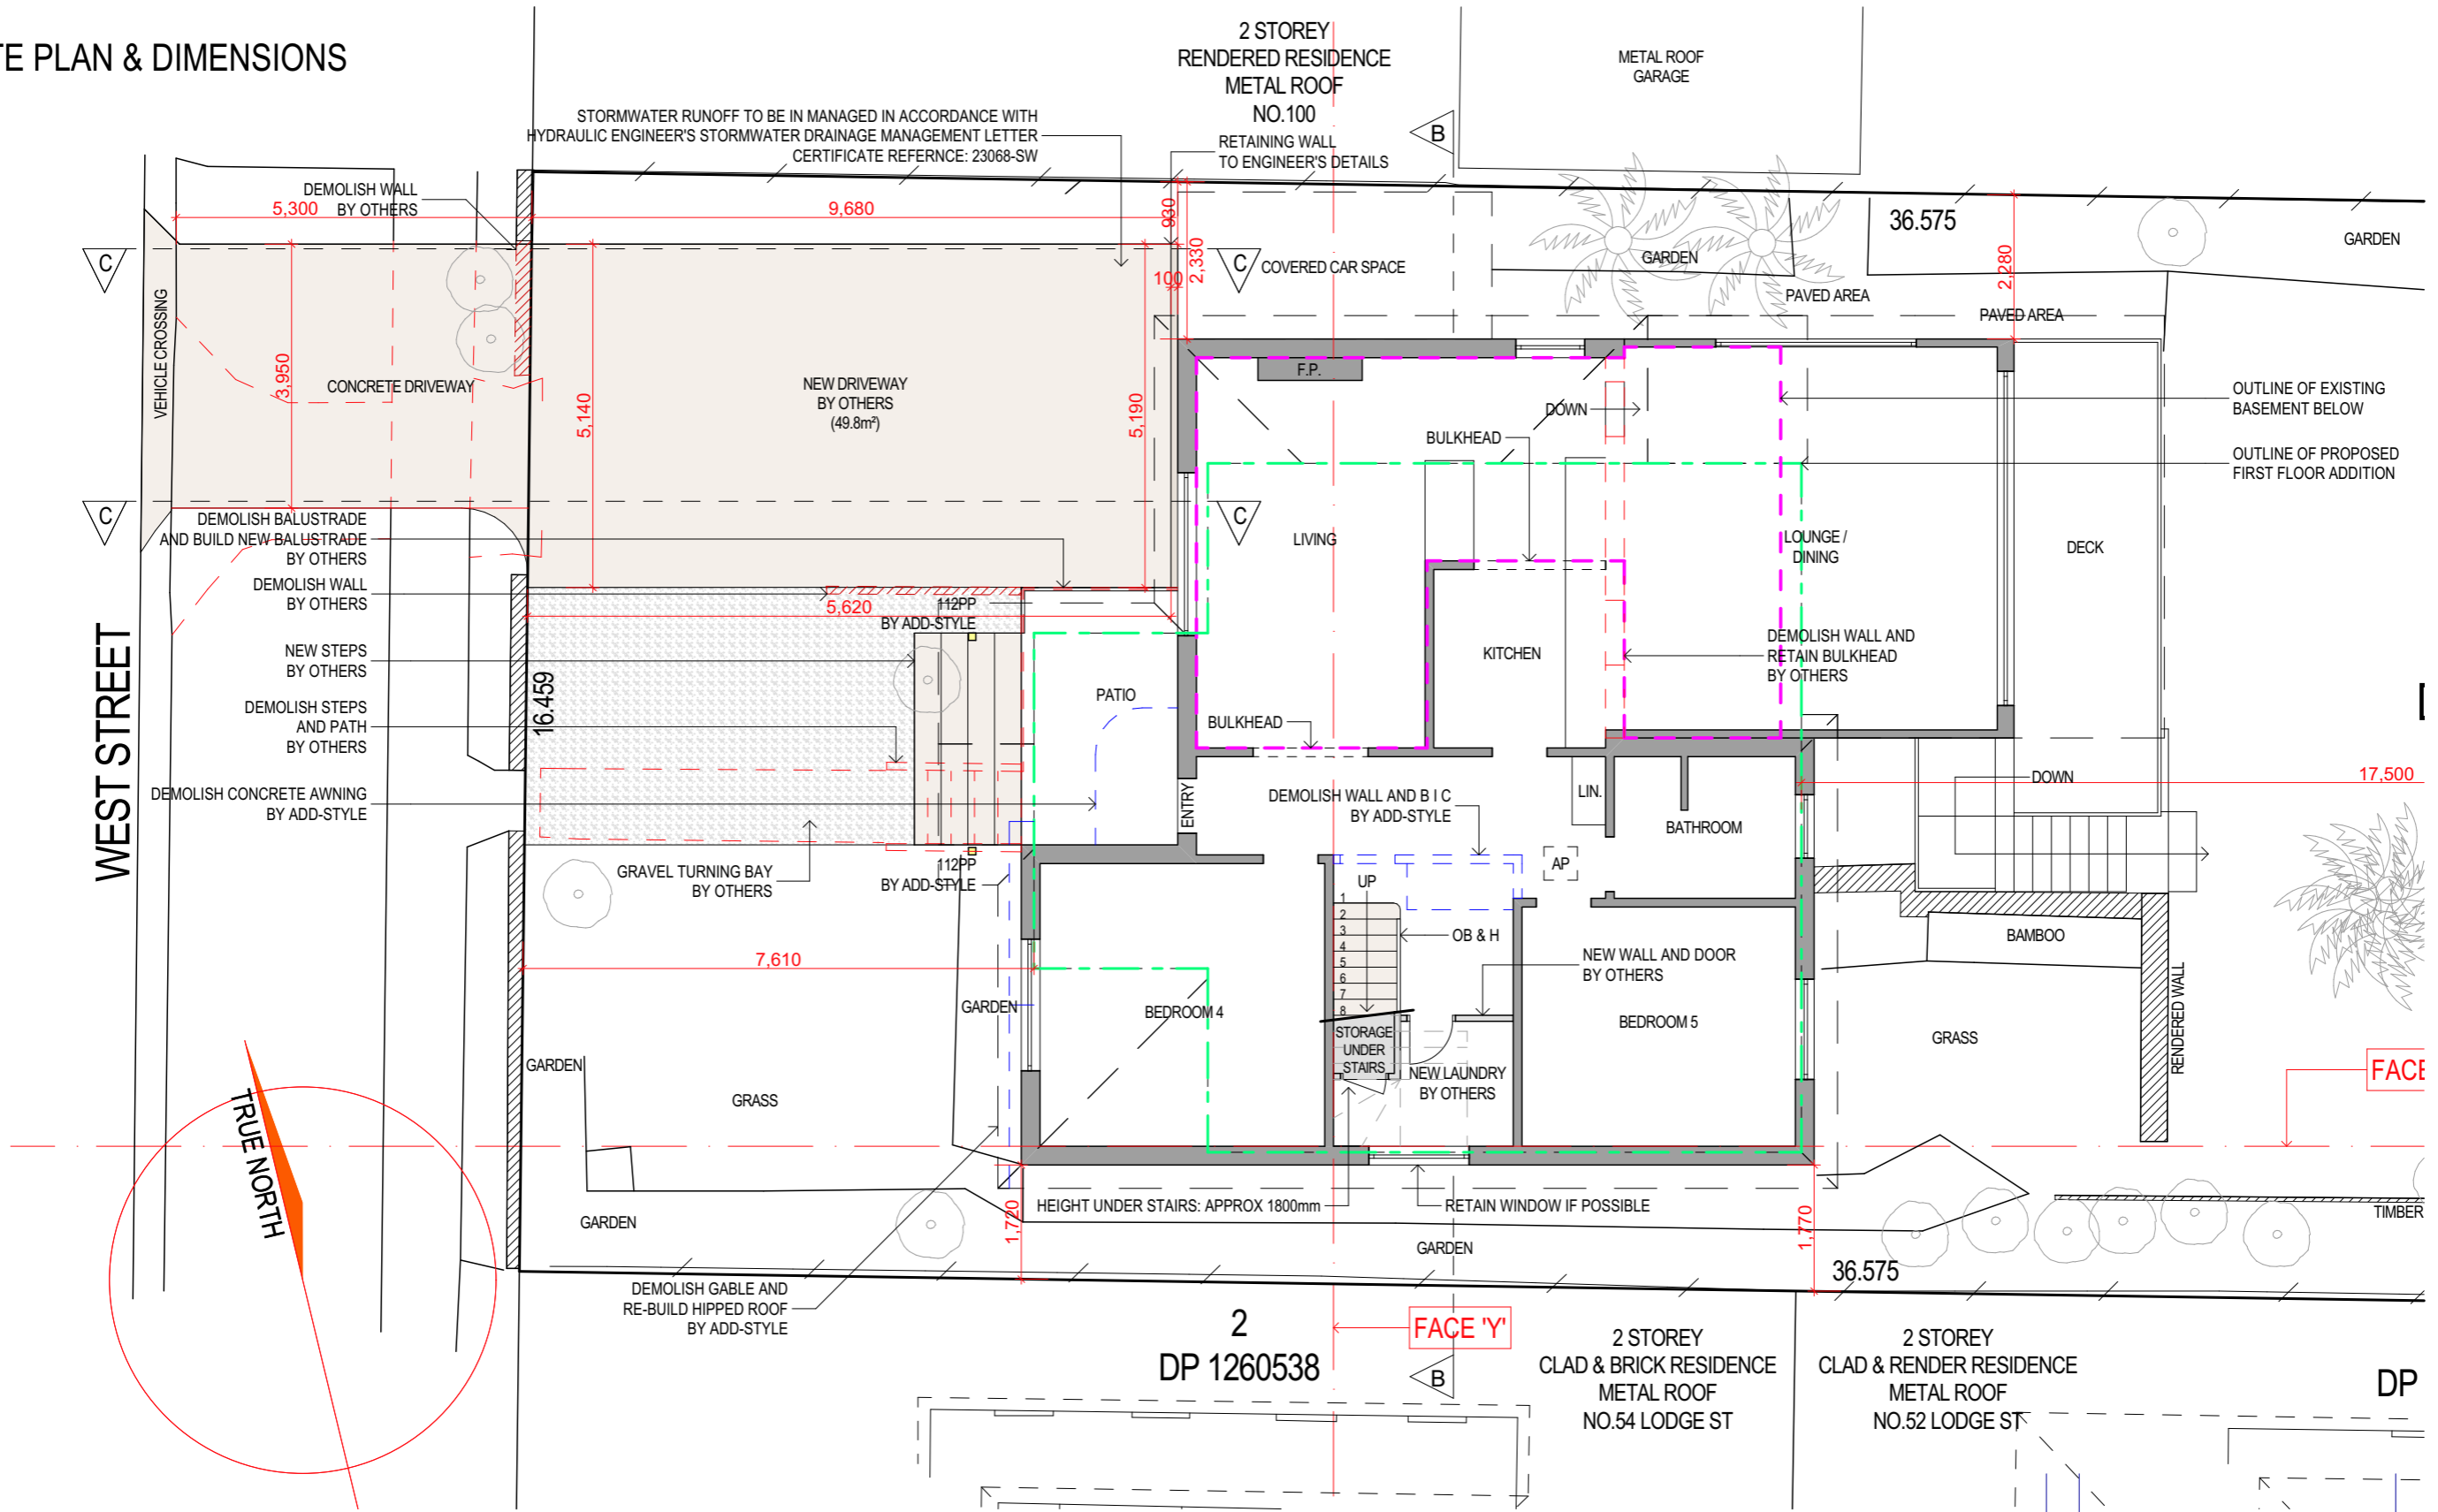 TE PLAN & DIMENSIONS
2 STOREY
RENDERED RESIDENCE
METAL ROOF
NO.100
METAL ROOF
GARAGE
STORMWATER RUNOFF TO BE IN MANAGED IN ACCORDANCE WITH
HYDRAULIC ENGINEER'S STORMWATER DRAINAGE MANAGEMENT LETTER
CERTIFICATE REFERNCE: 23068-SW
RETAINING WALL
TO ENGINEER'S DETAILS
B
DEMOLISH WALL
BY OTHERS
5,300
9,680
930
2,330
100
36.575
2,280
GARDEN
GARDEN
PAVED AREA
PAVED AREA
C
C
COVERED CAR SPACE
VEHICLE CROSSING
3,950
CONCRETE DRIVEWAY
NEW DRIVEWAY
BY OTHERS
(49.8m²)
5,140
5,190
F.P.
DOWN
BULKHEAD
OUTLINE OF EXISTING
BASEMENT BELOW
OUTLINE OF PROPOSED
FIRST FLOOR ADDITION
C
C
LIVING
LOUNGE /
DINING
DECK
DEMOLISH BALUSTRADE
AND BUILD NEW BALUSTRADE
BY OTHERS
DEMOLISH WALL
BY OTHERS
5,620
112PP
BY ADD-STYLE
NEW STEPS
BY OTHERS
KITCHEN
DEMOLISH WALL AND
RETAIN BULKHEAD
BY OTHERS
WEST STREET
16.459
PATIO
DEMOLISH STEPS
AND PATH
BY OTHERS
BULKHEAD
DEMOLISH CONCRETE AWNING
BY ADD-STYLE
ENTRY
DEMOLISH WALL AND B I C
BY ADD-STYLE
LIN.
BATHROOM
DOWN
17,500
GRAVEL TURNING BAY
BY OTHERS
112PP
BY ADD-STYLE
AP
UP
1
2
3
4
5
6
7
8
OB & H
BAMBOO
7,610
NEW WALL AND DOOR
BY OTHERS
GARDEN
BEDROOM 4
BEDROOM 5
RENDERED WALL
STORAGE
UNDER
STAIRS
GRASS
GARDEN
NEW LAUNDRY
BY OTHERS
FACE
GRASS
TRUE NORTH
HEIGHT UNDER STAIRS: APPROX 1800mm
RETAIN WINDOW IF POSSIBLE
1,720
1,770
GARDEN
TIMBER
GARDEN
36.575
DEMOLISH GABLE AND
RE-BUILD HIPPED ROOF
BY ADD-STYLE
2
DP 1260538
FACE 'Y'
B
2 STOREY
CLAD & BRICK RESIDENCE
METAL ROOF
NO.54 LODGE ST
2 STOREY
CLAD & RENDER RESIDENCE
METAL ROOF
NO.52 LODGE ST
DP